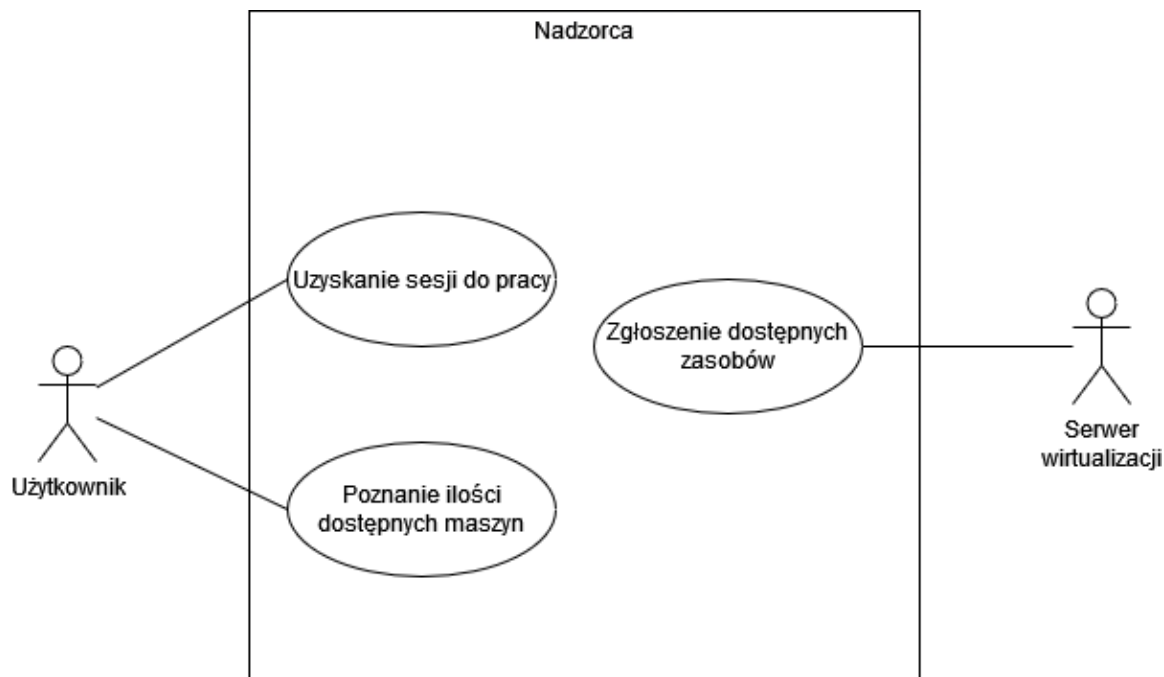 Nadzorca
Uzyskanie sesji do pracy
Zgłoszenie dostępnych
zasobów
Użytkownik
Poznanie ilości
dostępnych maszyn
Serwer
wirtualizacji